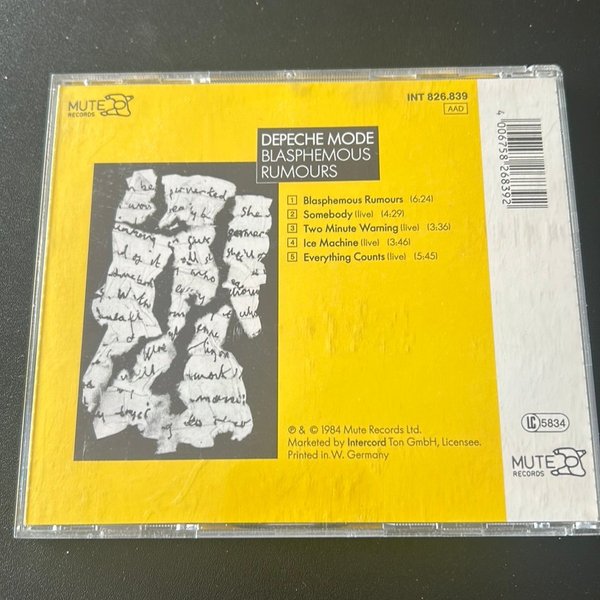 MUTE
RECORDS
INT 826.839
AAD
DEPECHE MODE
BLASPHEMOUS
RUMOURS
1 Blasphemous Rumours (6:24)
2 Somebody (live) (4:29)
3 Two Minute Warning (live) (3:36)
4 Ice Machine (live) (3:46)
5 Everything Counts (live) (5:45)
℗ & © 1984 Mute Records Ltd.
Marketed by Intercord Ton GmbH, Licensee.
Printed in W. Germany
4 006758 268392
LC 5834
MUTE
RECORDS